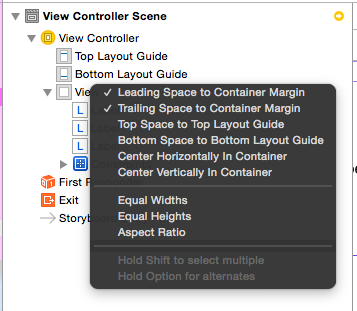 View Controller Scene
View Controller
Top Layout Guide
Bottom Layout Guide
✓ Leading Space to Container Margin
✓ Trailing Space to Container Margin
Top Space to Top Layout Guide
Bottom Space to Bottom Layout Guide
Center Horizontally In Container
Center Vertically In Container
Equal Widths
Equal Heights
Aspect Ratio
Hold Shift to select multiple
Hold Option for alternates
L
L
L
First
Exit